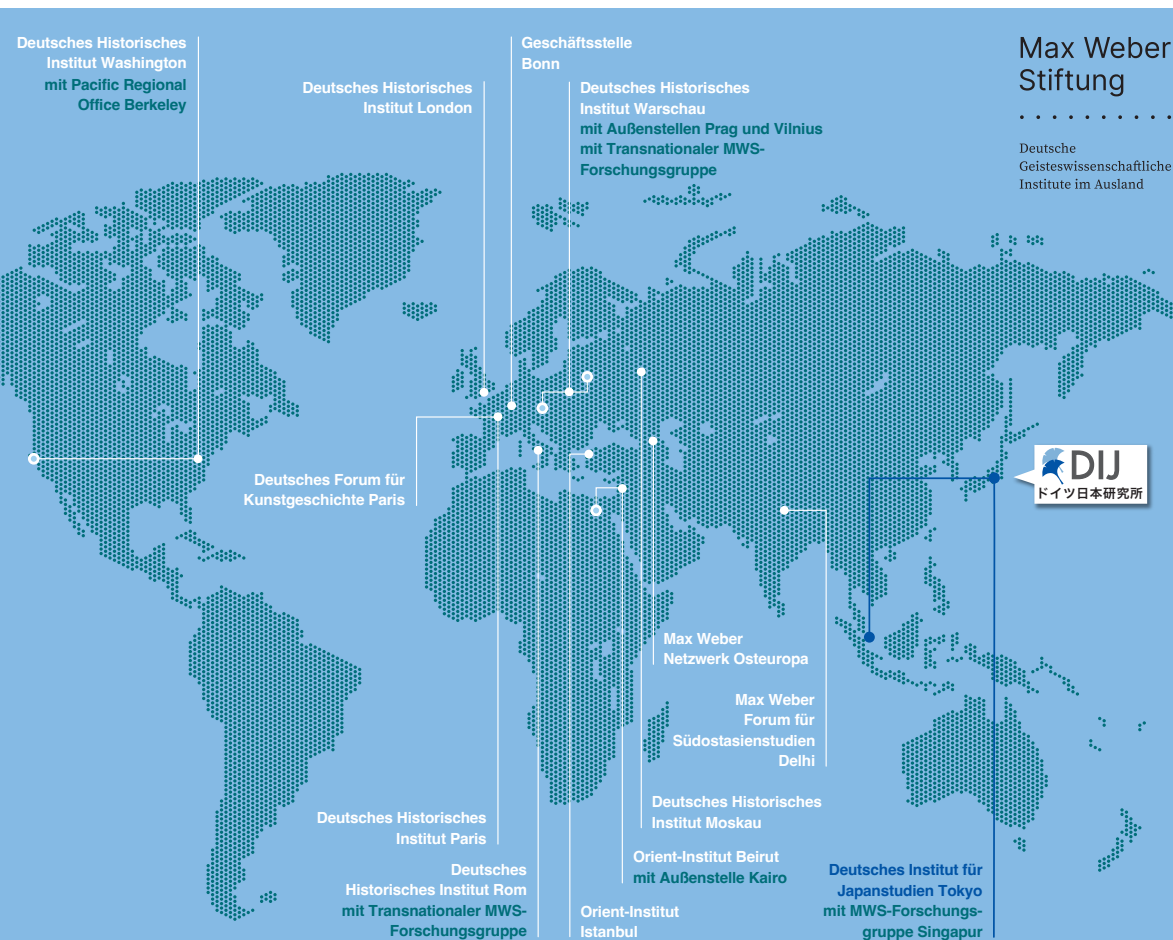 Deutsches Historisches
Institut Washington
mit Pacific Regional
Office Berkeley
Deutsches Historisches
Institut London
Geschäftsstelle
Bonn
Deutsches Historisches
Institut Warschau
mit Außenstellen Prag und Vilnius
mit Transnationaler MWS-
Forschungsgruppe
Max Weber
Stiftung
Deutsche
Geisteswissenschaftliche
Institute im Ausland
Deutsches Forum für
Kunstgeschichte Paris
DIJ
ドイツ日本研究所
Max Weber
Netzwerk Osteuropa
Max Weber
Forum für
Südostasienstudien
Delhi
Deutsches Historisches
Institut Moskau
Deutsches Historisches
Institut Paris
Orient-Institut Beirut
mit Außenstelle Kairo
Deutsches
Historisches Institut Rom
mit Transnationaler MWS-
Forschungsgruppe
Orient-Institut
Istanbul
Deutsches Institut für
Japanstudien Tokyo
mit MWS-Forschungs-
gruppe Singapur